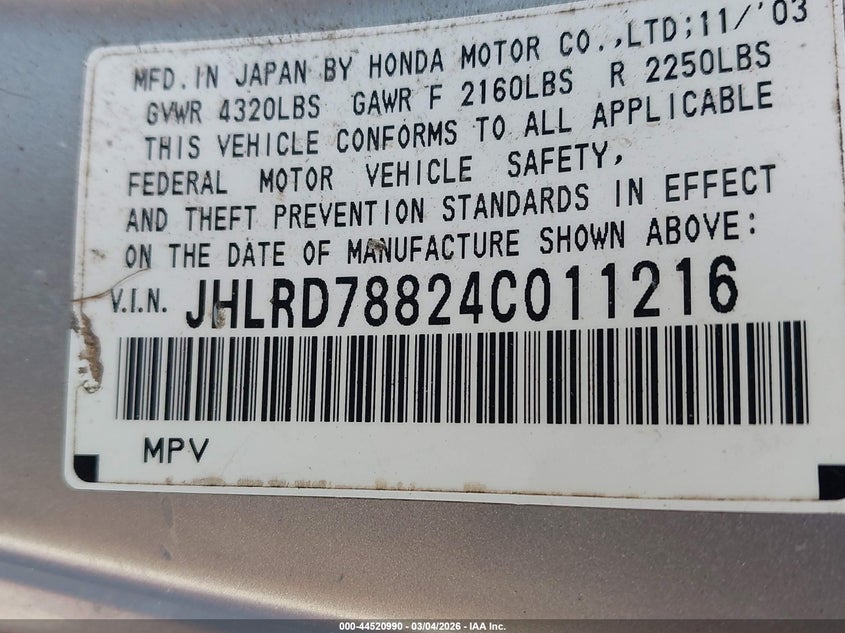 MFD.IN JAPAN BY HONDA MOTOR CO.,LTD;11/'03
GVWR 4320LBS GAWR F 2160LBS R 2250LBS
THIS VEHICLE CONFORMS TO ALL APPLICABLE
FEDERAL MOTOR VEHICLE SAFETY,
AND THEFT PREVENTION STANDARDS IN EFFECT
ON THE DATE OF MANUFACTURE SHOWN ABOVE:
V.I.N. JHLRD78824C011216
MPV
000-44520990 - 03/04/2026 - IAA Inc.